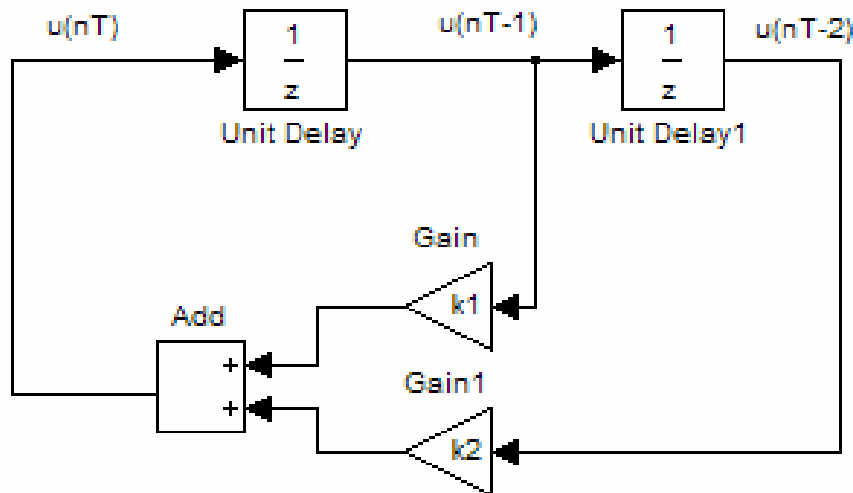 u(nT)
u(nT-1)
u(nT-2)
1
z
1
z
Unit Delay
Unit Delay1
Gain
k1
Add
+
+
Gain1
k2